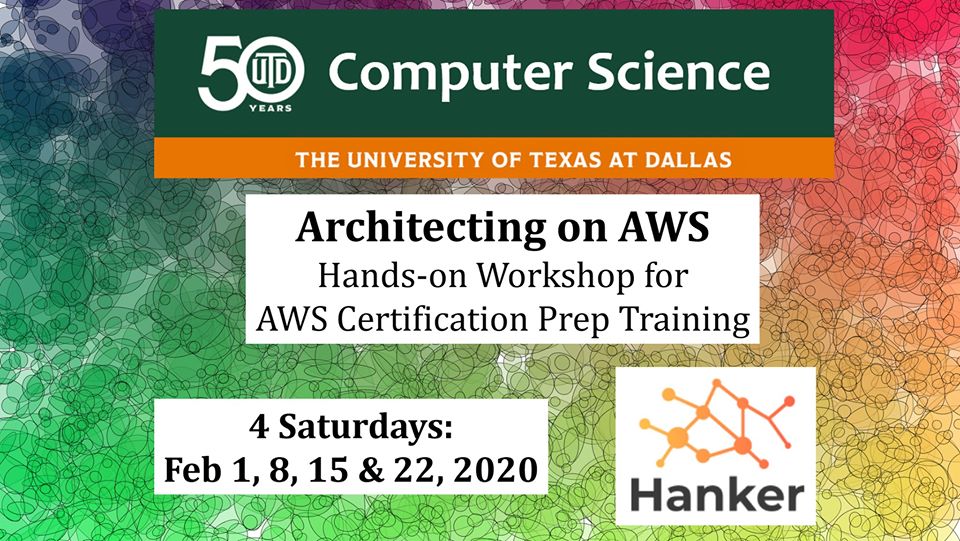 50 UTD YEARS
Computer Science
THE UNIVERSITY OF TEXAS AT DALLAS
Architecting on AWS
Hands-on Workshop for
AWS Certification Prep Training
4 Saturdays:
Feb 1, 8, 15 & 22, 2020
Hanker